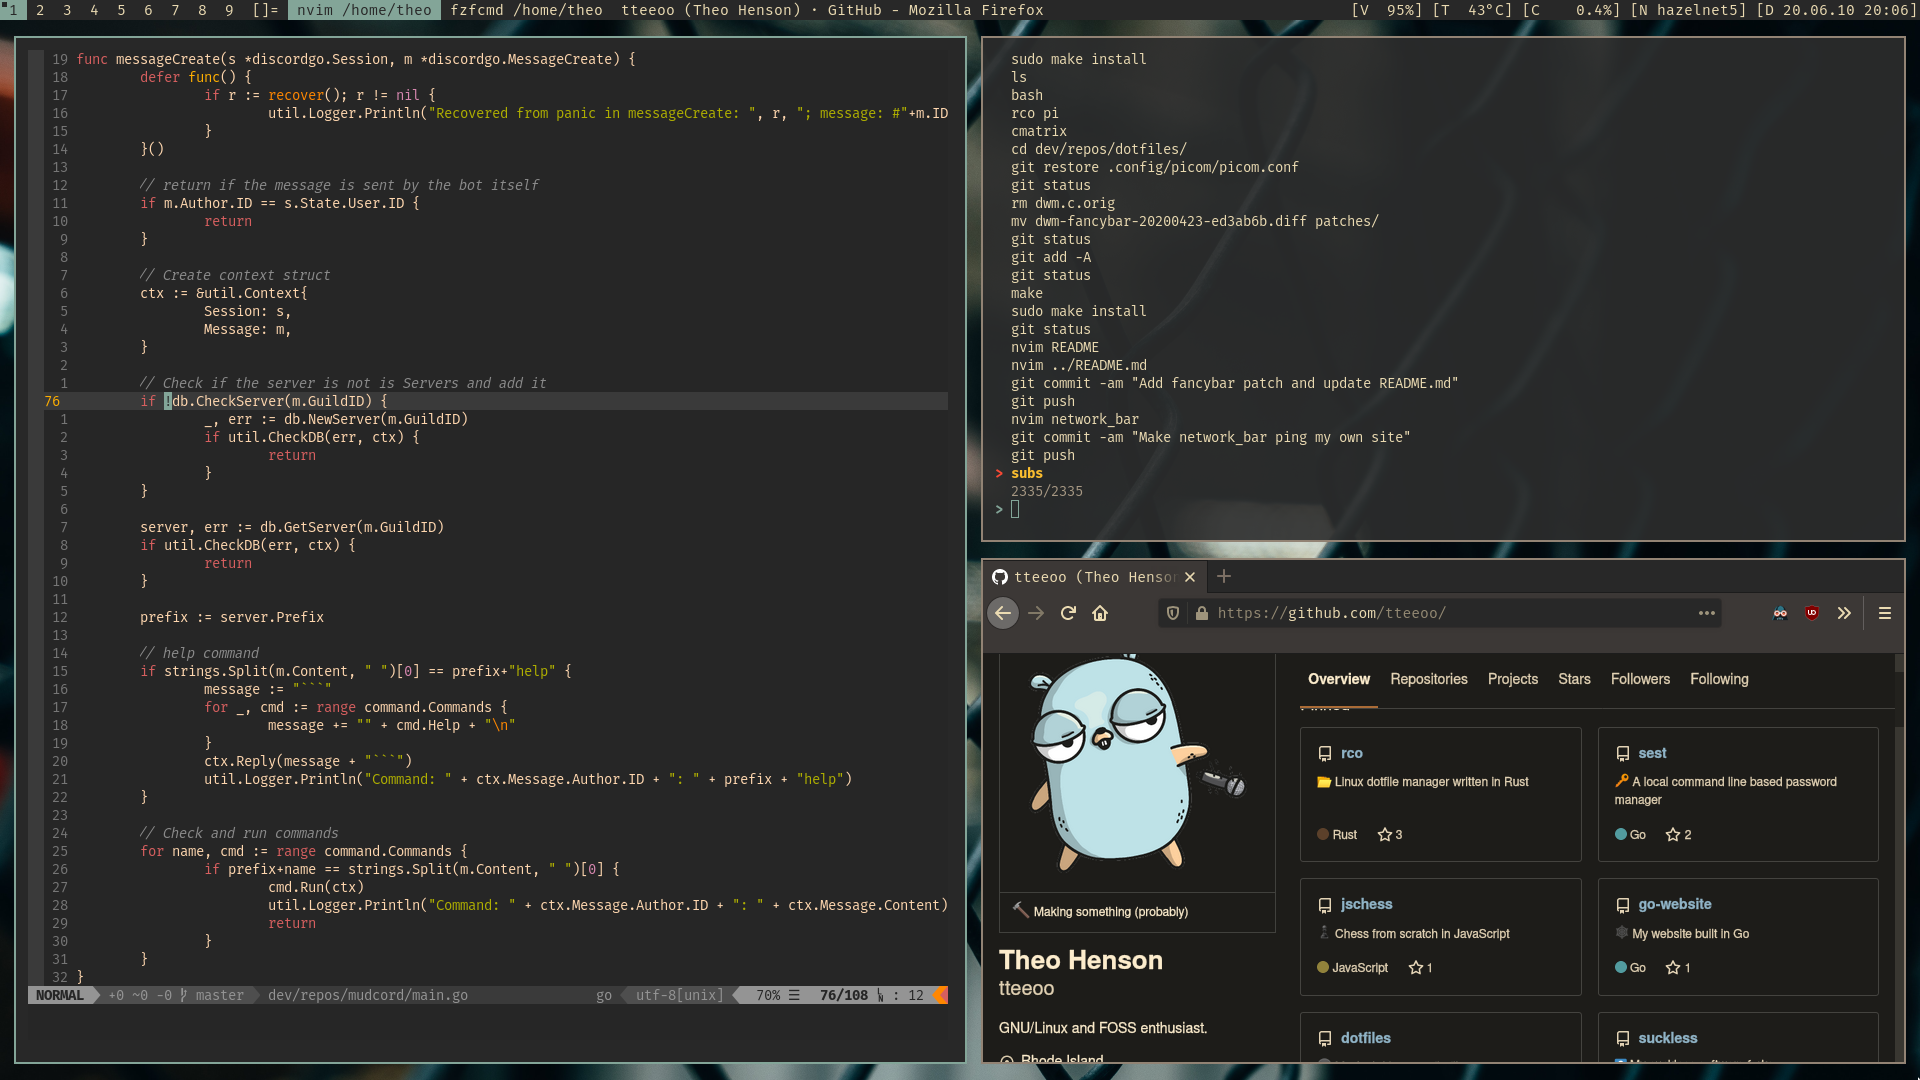 1 2 3 4 5 6 7 8 9 []= nvim /home/theo fzfcmd /home/theo tteeoo (Theo Henson) · GitHub - Mozilla Firefox [V 95%] [T 43°C] [C 0.4%] [N hazelnet5] [D 20.06.10 20:06]
19 func messageCreate(s *discordgo.Session, m *discordgo.MessageCreate) {
18 defer func() {
17 if r := recover(); r != nil {
16 util.Logger.Println("Recovered from panic in messageCreate: ", r, "; message: #"+m.ID
15 }
14 }()
13
12 // return if the message is sent by the bot itself
11 if m.Author.ID == s.State.User.ID {
10 return
9 }
8
7 // Create context struct
6 ctx := &util.Context{
5 Session: s,
4 Message: m,
3 }
2
1 // Check if the server is not is Servers and add it
76 if !db.CheckServer(m.GuildID) {
1 _, err := db.NewServer(m.GuildID)
2 if util.CheckDB(err, ctx) {
3 return
4 }
5 }
6
7 server, err := db.GetServer(m.GuildID)
8 if util.CheckDB(err, ctx) {
9 return
10 }
11
12 prefix := server.Prefix
13
14 // help command
15 if strings.Split(m.Content, " ")[0] == prefix+"help" {
16 message := "```"
17 for _, cmd := range command.Commands {
18 message += "" + cmd.Help + "\n"
19 }
20 ctx.Reply(message + "```")
21 util.Logger.Println("Command: " + ctx.Message.Author.ID + ": " + prefix + "help")
22 }
23
24 // Check and run commands
25 for name, cmd := range command.Commands {
26 if prefix+name == strings.Split(m.Content, " ")[0] {
27 cmd.Run(ctx)
28 util.Logger.Println("Command: " + ctx.Message.Author.ID + ": " + ctx.Message.Content)
29 return
30 }
31 }
32 }
NORMAL +0 ~0 -0 master dev/repos/mudcord/main.go go utf-8[unix] 70% ☰ 76/108 : 12
sudo make install
ls
bash
rco pi
cmatrix
cd dev/repos/dotfiles/
git restore .config/picom/picom.conf
git status
rm dwm.c.orig
mv dwm-fancybar-20200423-ed3ab6b.diff patches/
git status
git add -A
git status
make
sudo make install
git status
nvim README
nvim ../README.md
git commit -am "Add fancybar patch and update README.md"
git push
nvim network_bar
git commit -am "Make network_bar ping my own site"
git push
> subs
2335/2335
>
tteeoo (Theo Henson
https://github.com/tteeoo/
Overview Repositories Projects Stars Followers Following
rco
Linux dotfile manager written in Rust
Rust 3
sest
A local command line based password
manager
Go 2
jschess
Chess from scratch in JavaScript
JavaScript 1
go-website
My website built in Go
Go 1
dotfiles
suckless
Making something (probably)
Theo Henson
tteeoo
GNU/Linux and FOSS enthusiast.
Rhode Island